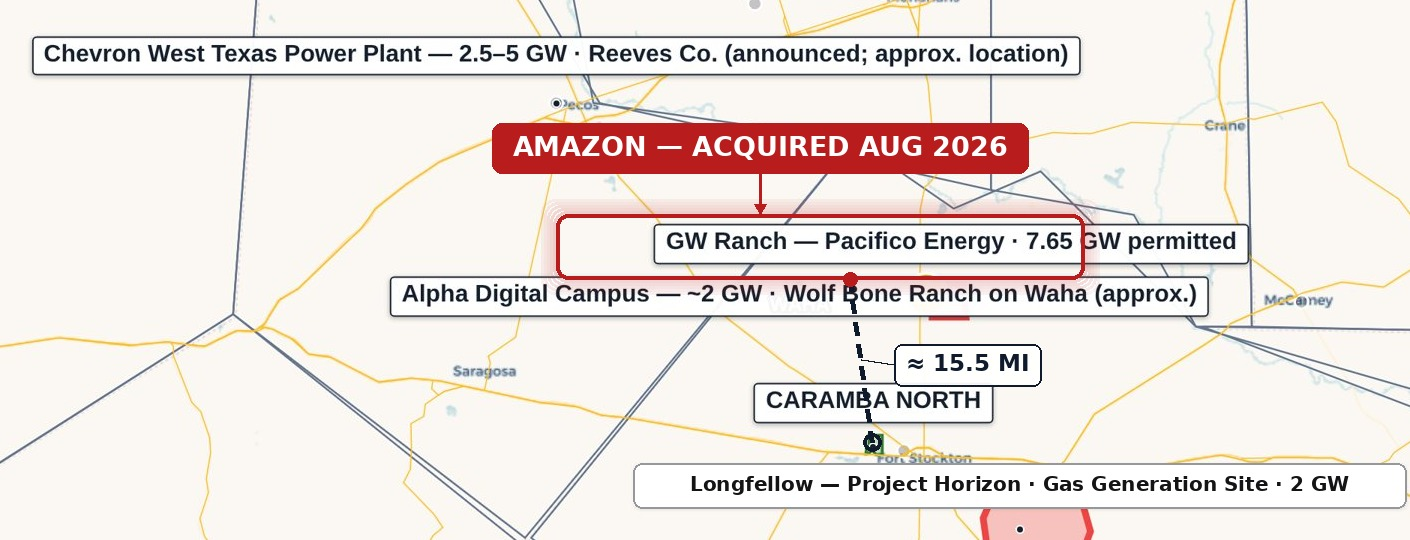 Chevron West Texas Power Plant — 2.5–5 GW · Reeves Co. (announced; approx. location)
Pecos
Crane
AMAZON — ACQUIRED AUG 2026
GW Ranch — Pacifico Energy · 7.65 GW permitted
Alpha Digital Campus — ~2 GW · Wolf Bone Ranch on Waha (approx.)
McCamey
≈ 15.5 MI
Saragosa
CARAMBA NORTH
Fort Stockton
Longfellow — Project Horizon · Gas Generation Site · 2 GW